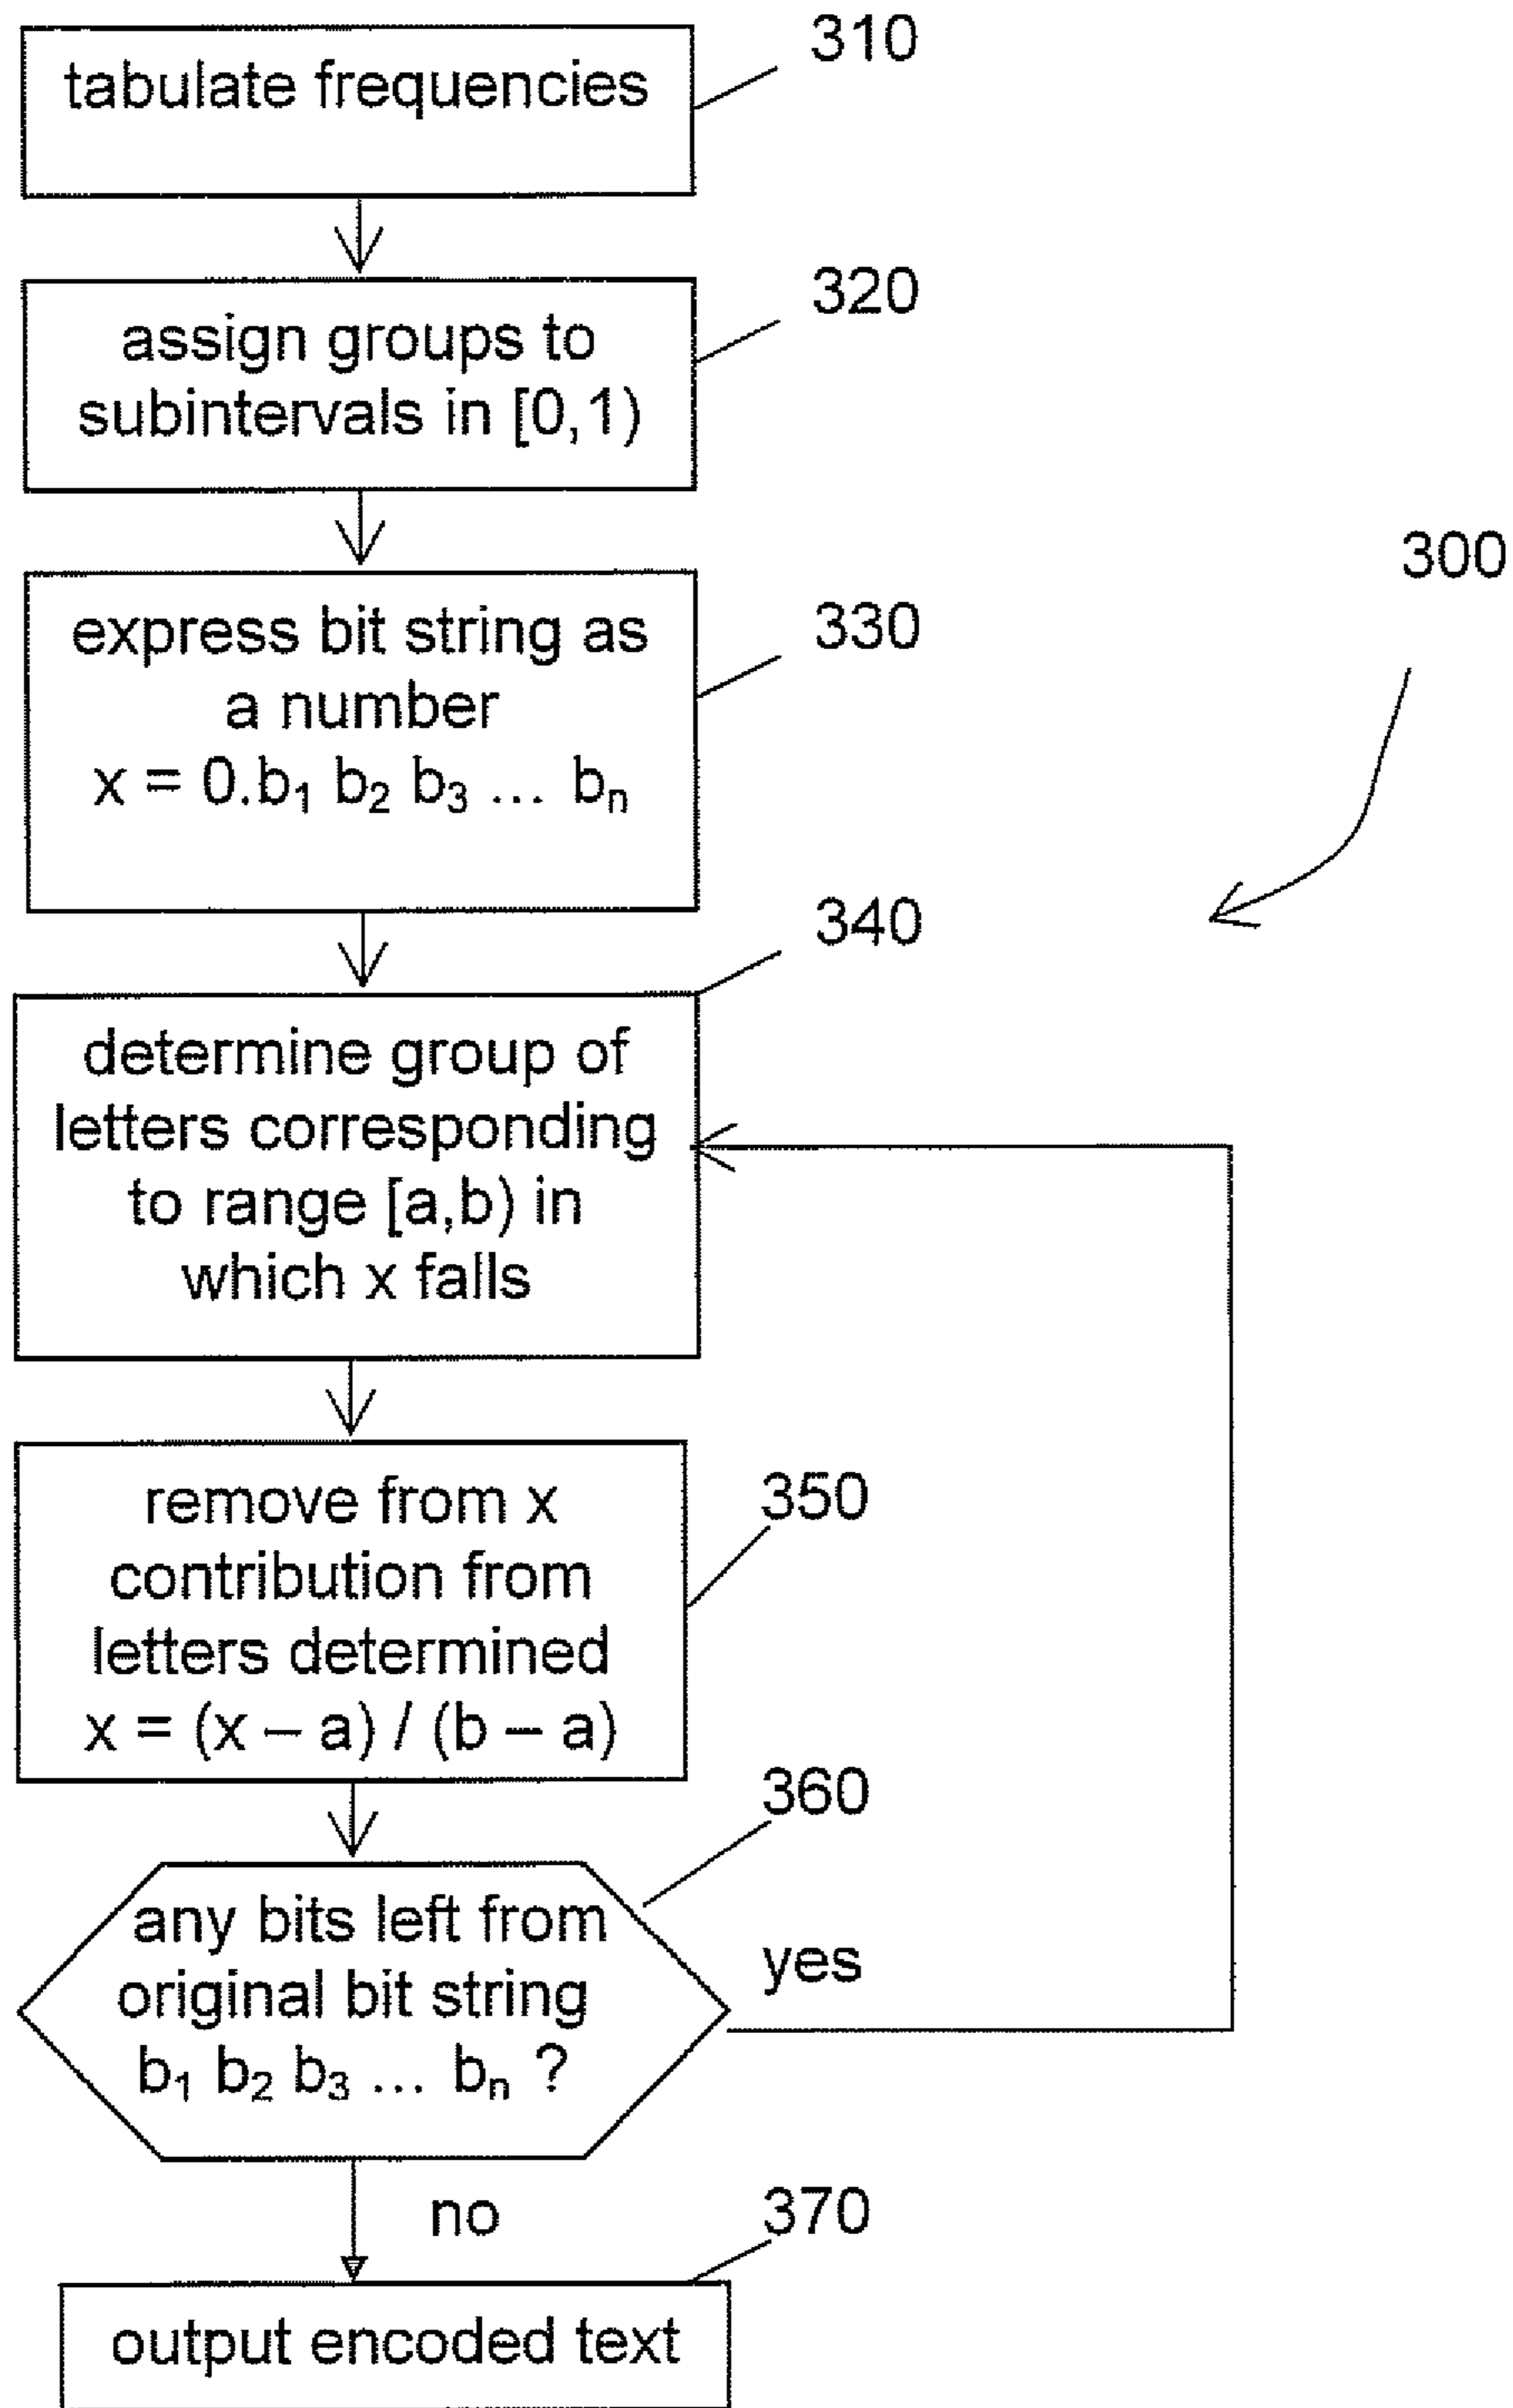 310
tabulate frequencies
320
assign groups to
subintervals in [0,1)
300
330
express bit string as
a number
x = 0.b₁ b₂ b₃ ... bₙ
340
determine group of
letters corresponding
to range [a,b) in
which x falls
350
remove from x
contribution from
letters determined
x = (x – a) / (b – a)
360
any bits left from
original bit string
b₁ b₂ b₃ ... bₙ ?
yes
no
370
output encoded text